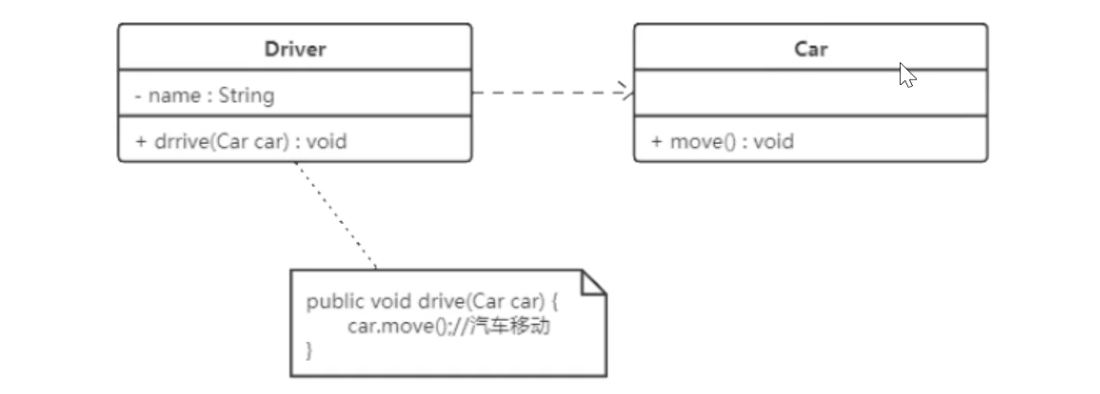 Driver
Car
- name : String
+ drrive(Car car) : void
+ move() : void
public void drive(Car car) {
car.move();//汽车移动
}